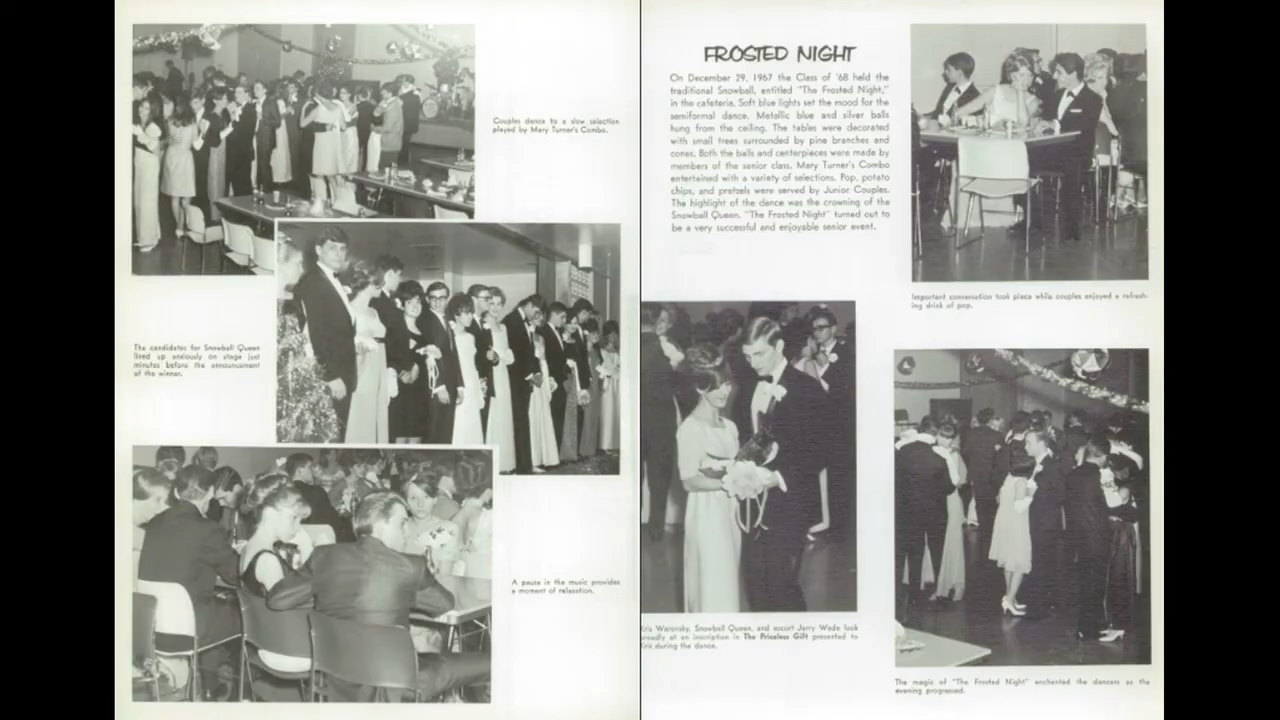 Couples dance to a slow selection
played by Mary Turner's Combo.
The candidates for Snowball Queen
lined up anxiously on stage just
minutes before the announcement
of the winner.
A pause in the music provides
a moment of relaxation.
FROSTED NIGHT
On December 29, 1967 the Class of '68 held the
traditional Snowball, entitled "The Frosted Night,"
in the cafeteria. Soft blue lights set the mood for the
semiformal dance. Metallic blue and silver balls
hung from the ceiling. The tables were decorated
with small trees surrounded by pine branches and
cones. Both the balls and centerpieces were made by
members of the senior class. Mary Turner's Combo
entertained with a variety of selections. Pop, potato
chips, and pretzels were served by Junior Couples.
The highlight of the dance was the crowning of the
Snowball Queen. "The Frosted Night" turned out to
be a very successful and enjoyable senior event.
Important conversation took place while couples enjoyed a refresh-
ing drink of pop.
Kris Waronsky, Snowball Queen, and escort Jerry Wade look
proudly at an inscription in The Priceless Gift presented to
Kris during the dance.
The magic of "The Frosted Night" enchanted the dancers as the
evening progressed.